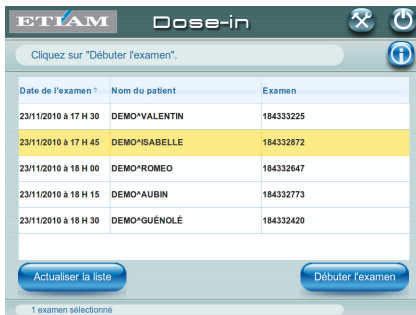 ETIAM Dose-in
Cliquez sur "Débuter l'examen".
Date de l'examen Nom du patient Examen
23/11/2010 à 17 H 30 DEMO^VALENTIN 184333225
23/11/2010 à 17 H 45 DEMO^ISABELLE 184332872
23/11/2010 à 18 H 00 DEMO^ROMEO 184332647
23/11/2010 à 18 H 15 DEMO^AUBIN 184332773
23/11/2010 à 18 H 30 DEMO^GUÉNOLÉ 184332420
Actualiser la liste Débuter l'examen
1 examen sélectionné